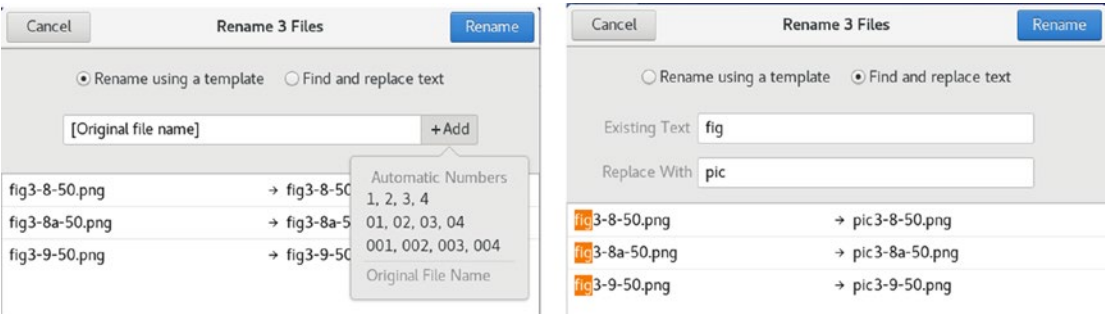 Cancel Rename 3 Files Rename
Rename using a template Find and replace text
[Original file name] +Add
Automatic Numbers
1, 2, 3, 4
01, 02, 03, 04
001, 002, 003, 004
Original File Name
fig3-8-50.png → fig3-8-50
fig3-8a-50.png → fig3-8a-5
fig3-9-50.png → fig3-9-50
Cancel Rename 3 Files Rename
Rename using a template Find and replace text
Existing Text fig
Replace With pic
fig3-8-50.png → pic3-8-50.png
fig3-8a-50.png → pic3-8a-50.png
fig3-9-50.png → pic3-9-50.png